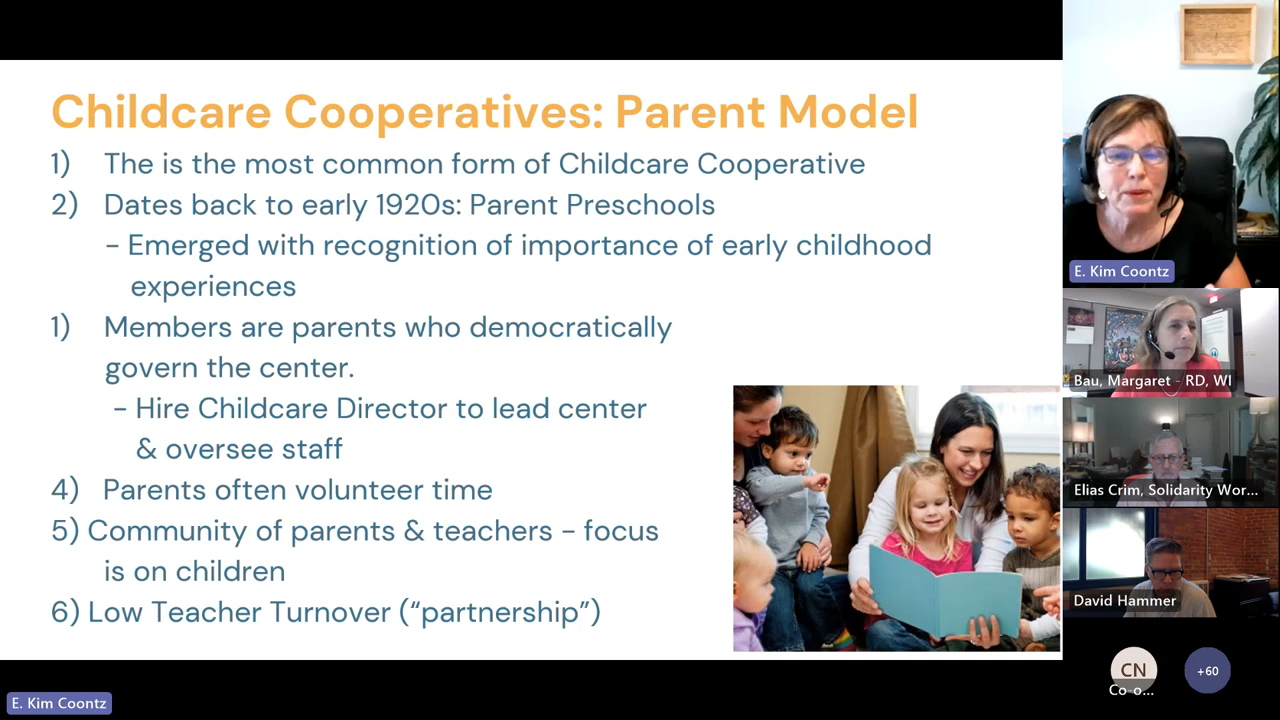 Childcare Cooperatives: Parent Model
1) The is the most common form of Childcare Cooperative
2) Dates back to early 1920s: Parent Preschools
- Emerged with recognition of importance of early childhood
experiences
1) Members are parents who democratically
govern the center.
- Hire Childcare Director to lead center
& oversee staff
4) Parents often volunteer time
5) Community of parents & teachers - focus
is on children
6) Low Teacher Turnover (“partnership”)
E. Kim Coontz
Bau, Margaret - RD, WI
Elias Crim, Solidarity Wor...
David Hammer
CN
Co-o...
+60
E. Kim Coontz